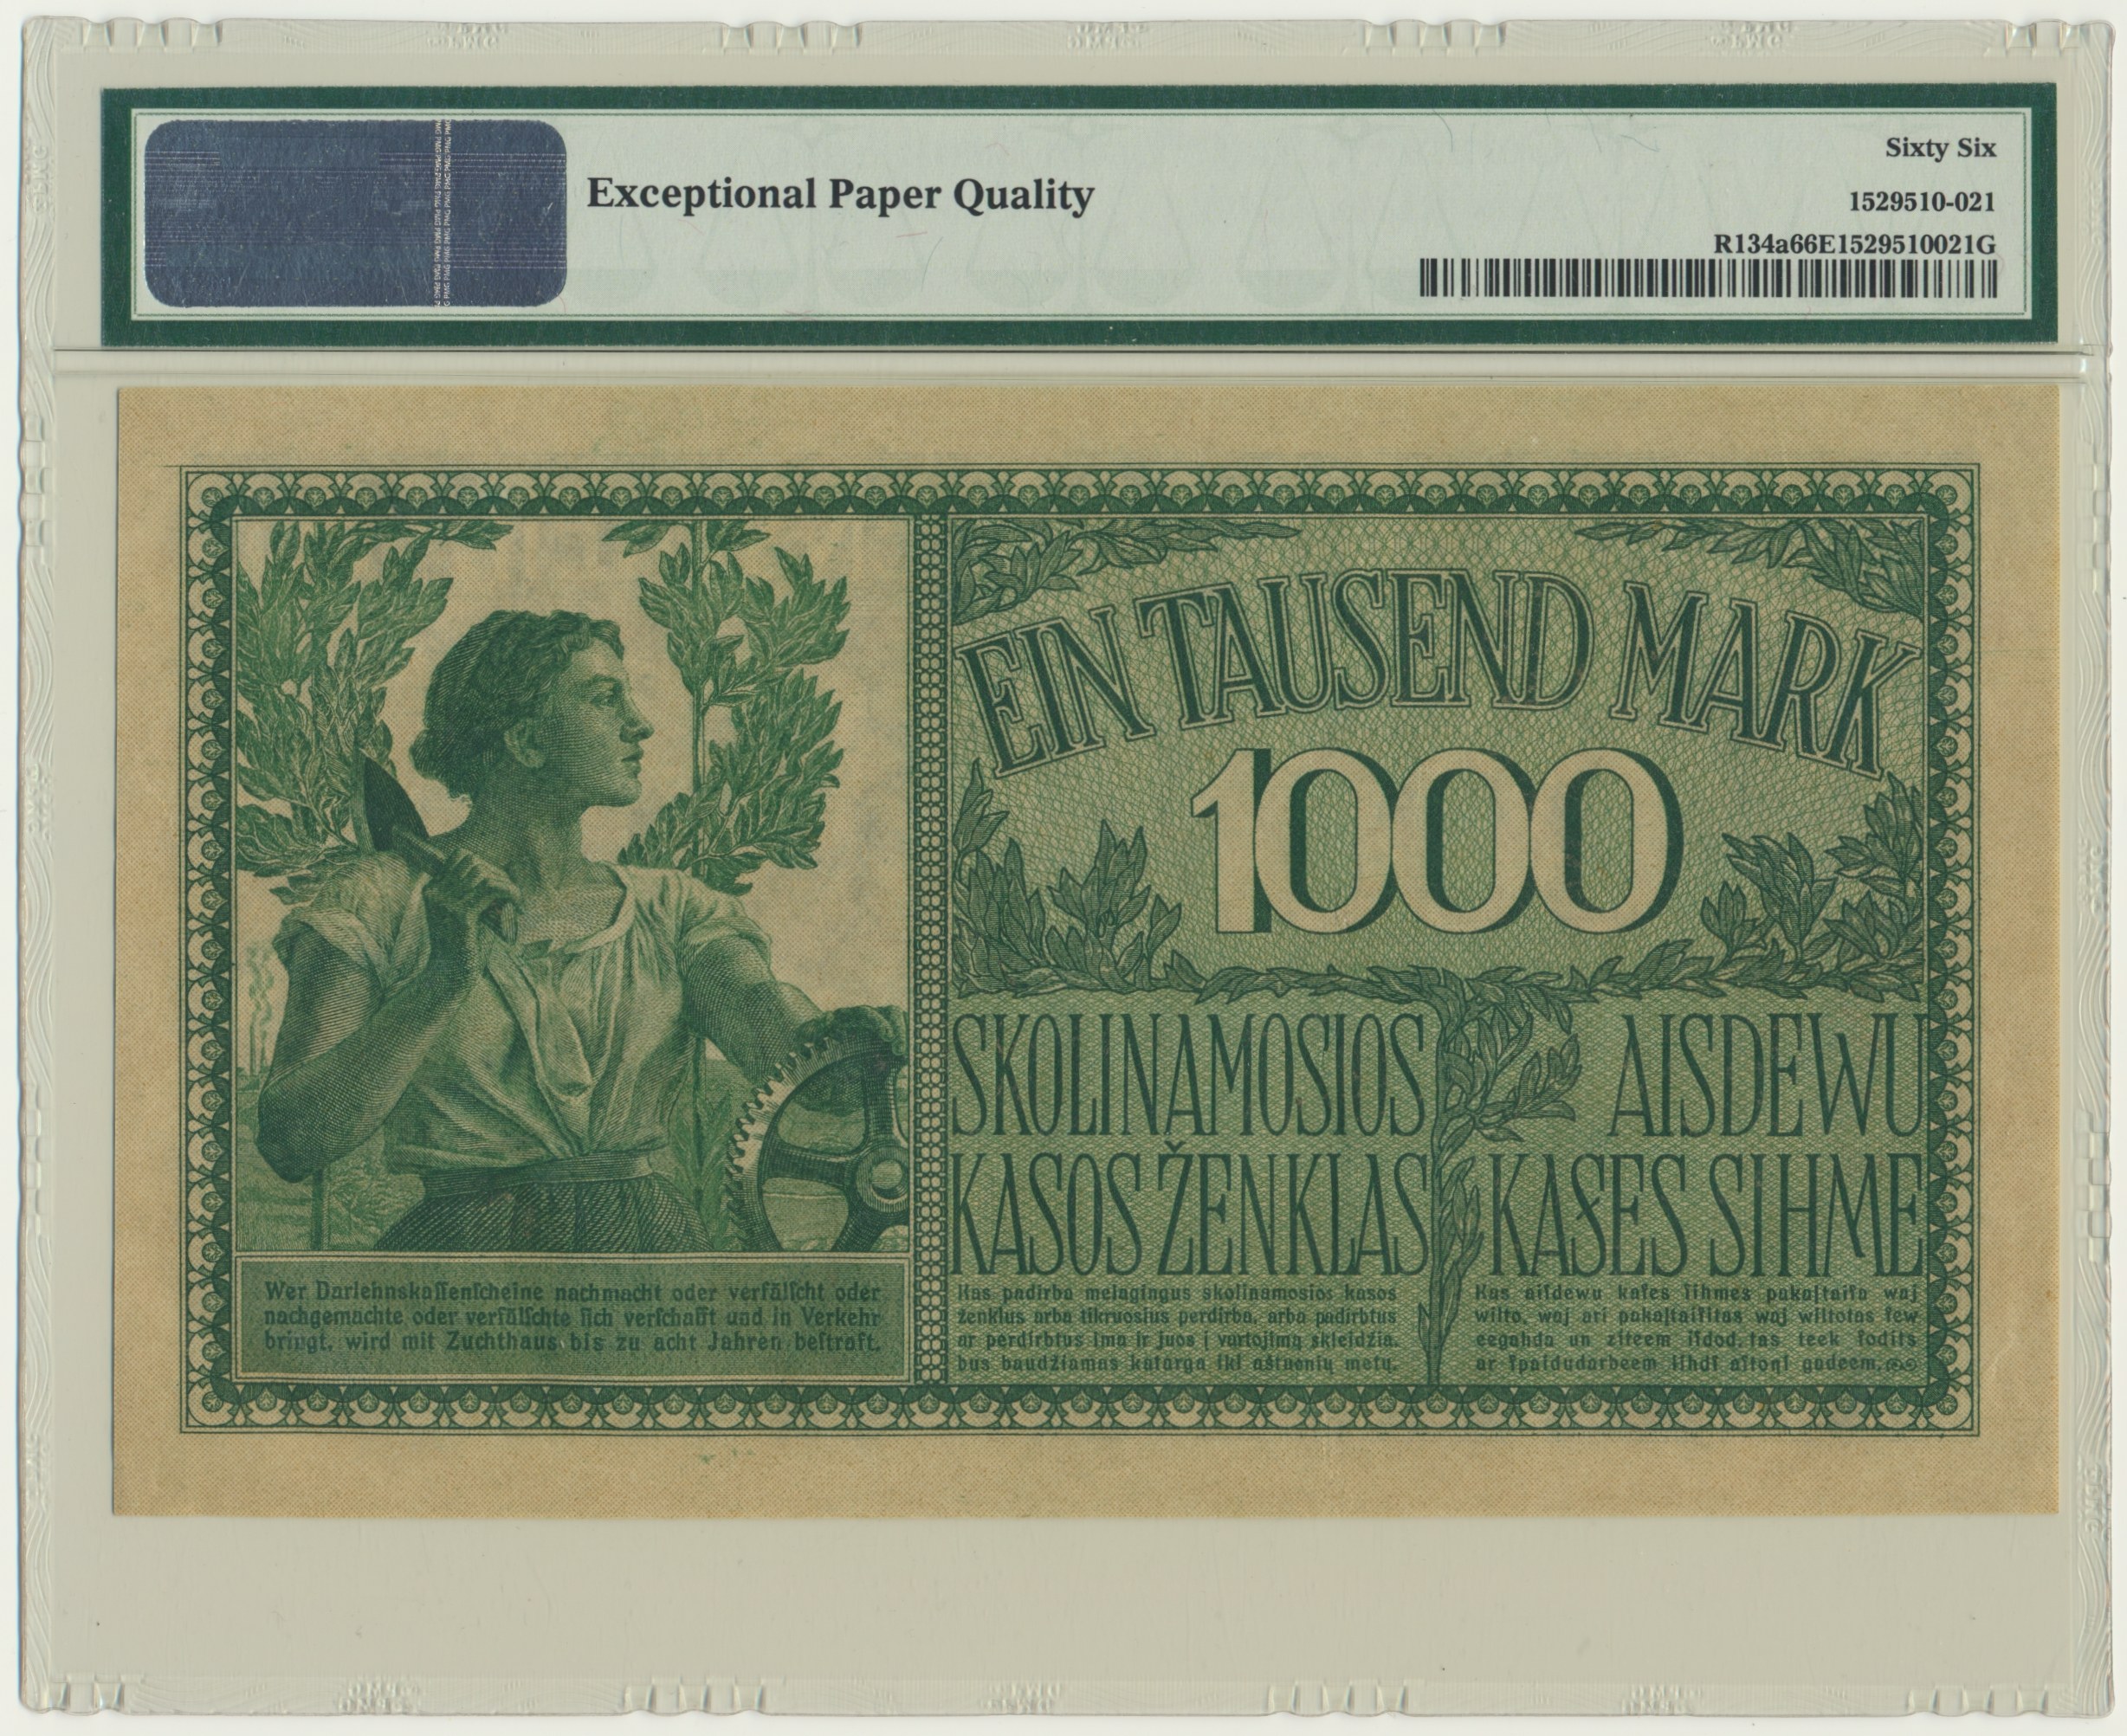 Exceptional Paper Quality
Sixty Six
1529510-021
R134a66E1529510021G
EIN TAUSEND MARK
1000
SKOLINAMOSIOS
KASOS ŽENKLAS
AISDEWU
KASES SIHME
Wer Darlehnskaſſenſcheine nachmacht oder verfälſcht oder
nachgemachte oder verfälſchte ſich verſchafft und in Verkehr
bringt, wird mit Zuchthaus bis zu acht Jahren beſtraft.
Kas padirba melagingus skolinamosios kasos
ženklus arba tikruosius perdirba, arba padirbtus
ar perdirbtus ima ir juos į vartojimą skleidžia,
bus baudžiamas katorga iki aštuonių metų.
Kas aiſdewu kaſes ſihmes pakaļtaiſa waj
wilto, waj ari pakaļtaiſitas waj wiltotas ſew
eegahda un ziteem iſdod, tas teek ſodits
ar ſpaidudarbeem lihdſ aſtoņi gadeem.